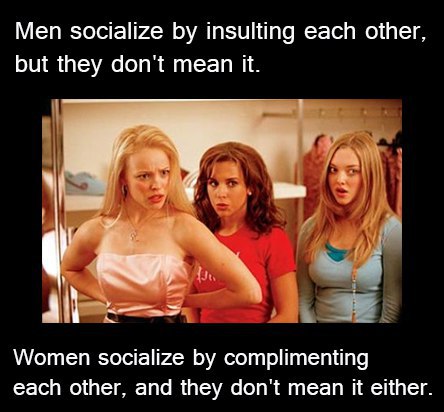 Men socialize by insulting each other,
but they don't mean it.
Women socialize by complimenting
each other, and they don't mean it either.